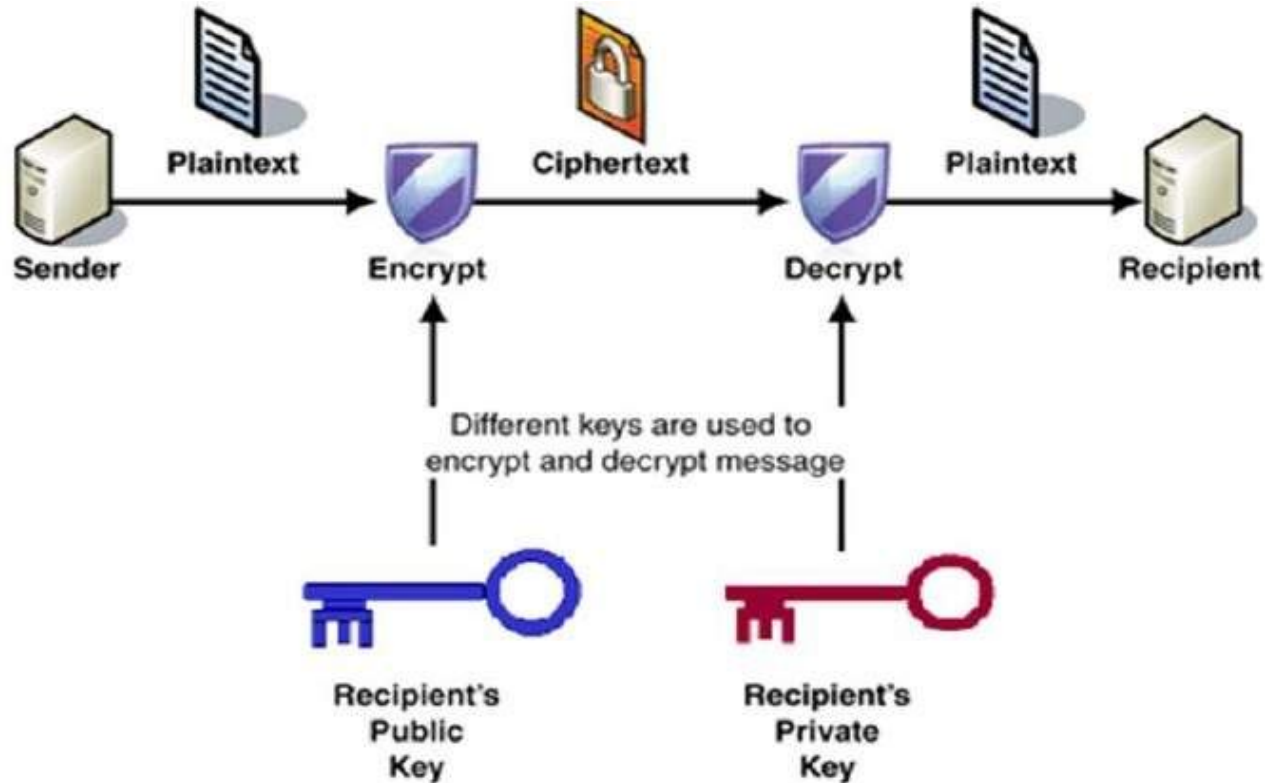 Plaintext
Ciphertext
Plaintext
Sender
Encrypt
Decrypt
Recipient
Different keys are used to
encrypt and decrypt message
Recipient's
Public
Key
Recipient's
Private
Key